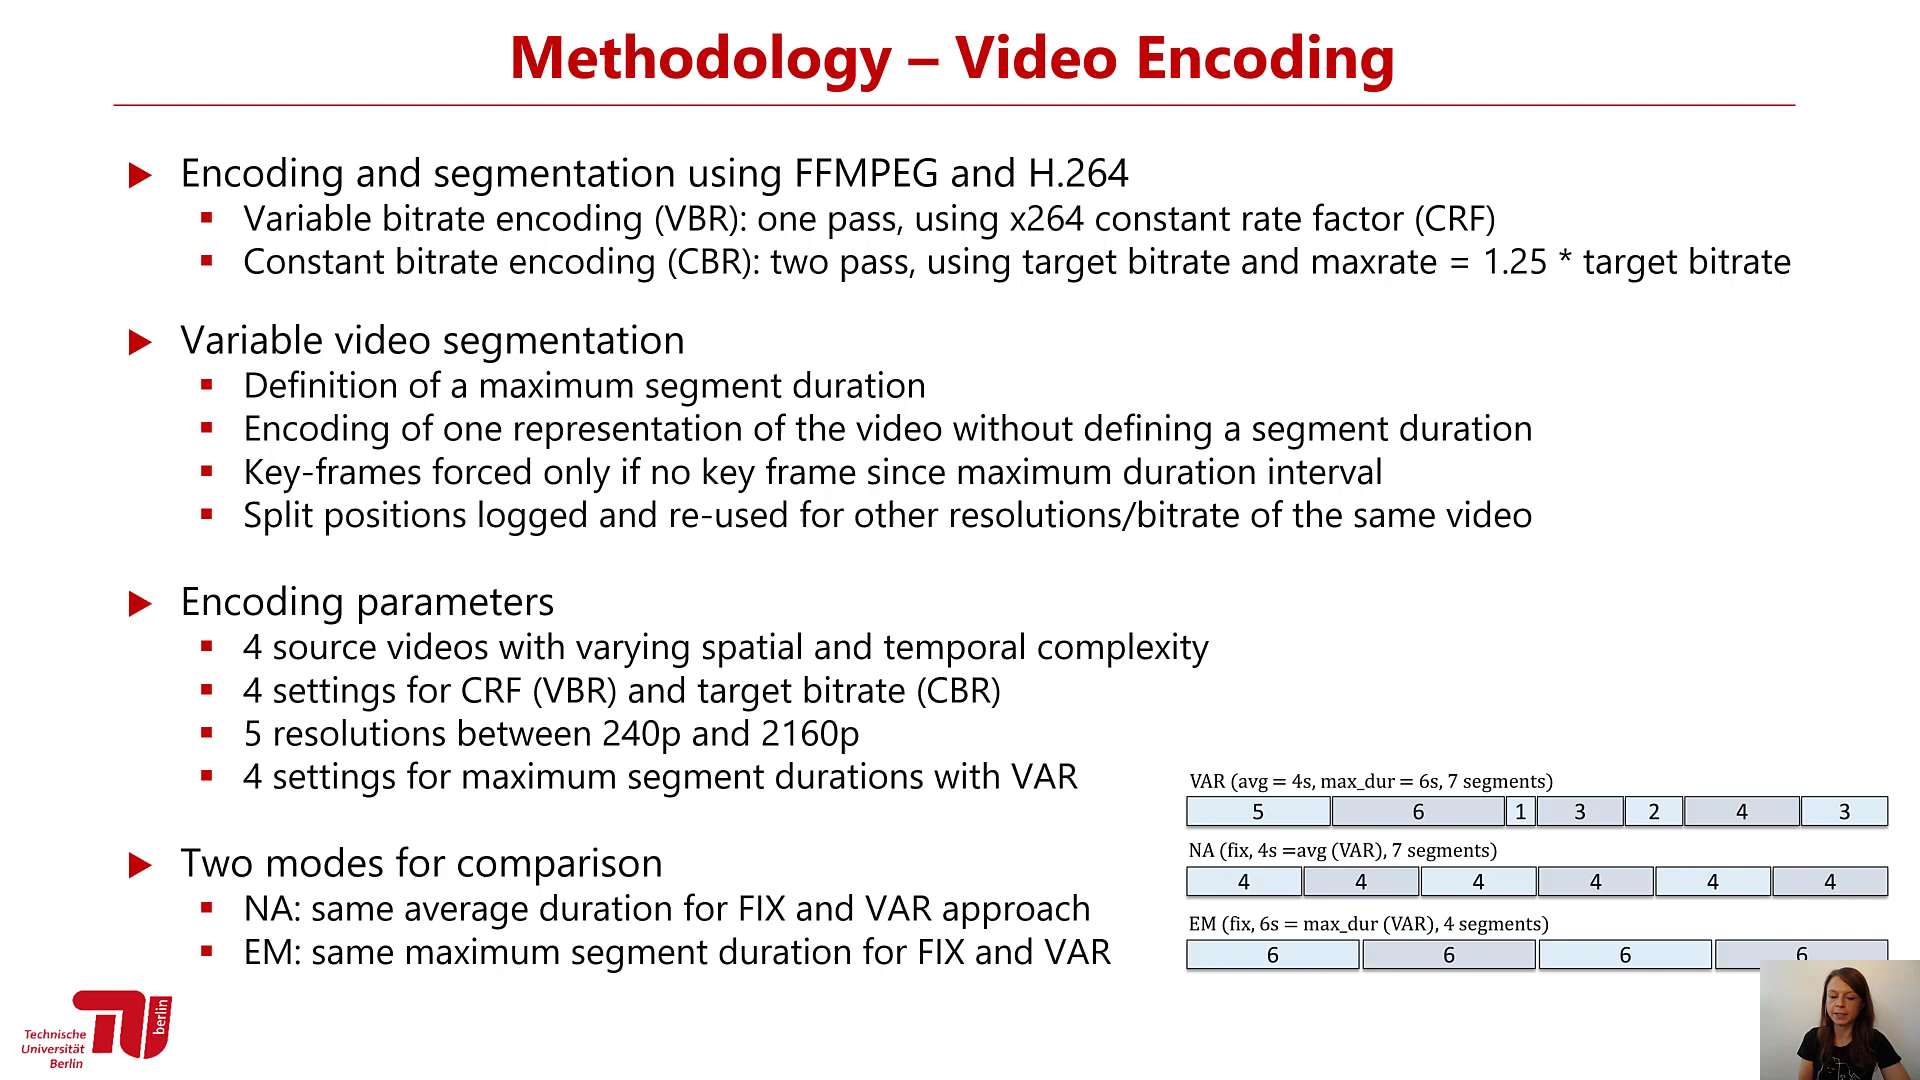 Methodology – Video Encoding
Encoding and segmentation using FFMPEG and H.264
Variable bitrate encoding (VBR): one pass, using x264 constant rate factor (CRF)
Constant bitrate encoding (CBR): two pass, using target bitrate and maxrate = 1.25 * target bitrate
Variable video segmentation
Definition of a maximum segment duration
Encoding of one representation of the video without defining a segment duration
Key-frames forced only if no key frame since maximum duration interval
Split positions logged and re-used for other resolutions/bitrate of the same video
Encoding parameters
4 source videos with varying spatial and temporal complexity
4 settings for CRF (VBR) and target bitrate (CBR)
5 resolutions between 240p and 2160p
4 settings for maximum segment durations with VAR
Two modes for comparison
NA: same average duration for FIX and VAR approach
EM: same maximum segment duration for FIX and VAR
VAR (avg = 4s, max_dur = 6s, 7 segments)
5 6 1 3 2 4 3
NA (fix, 4s =avg (VAR), 7 segments)
4 4 4 4 4 4
EM (fix, 6s = max_dur (VAR), 4 segments)
6 6 6 6
Technische
Universität
Berlin
berlin